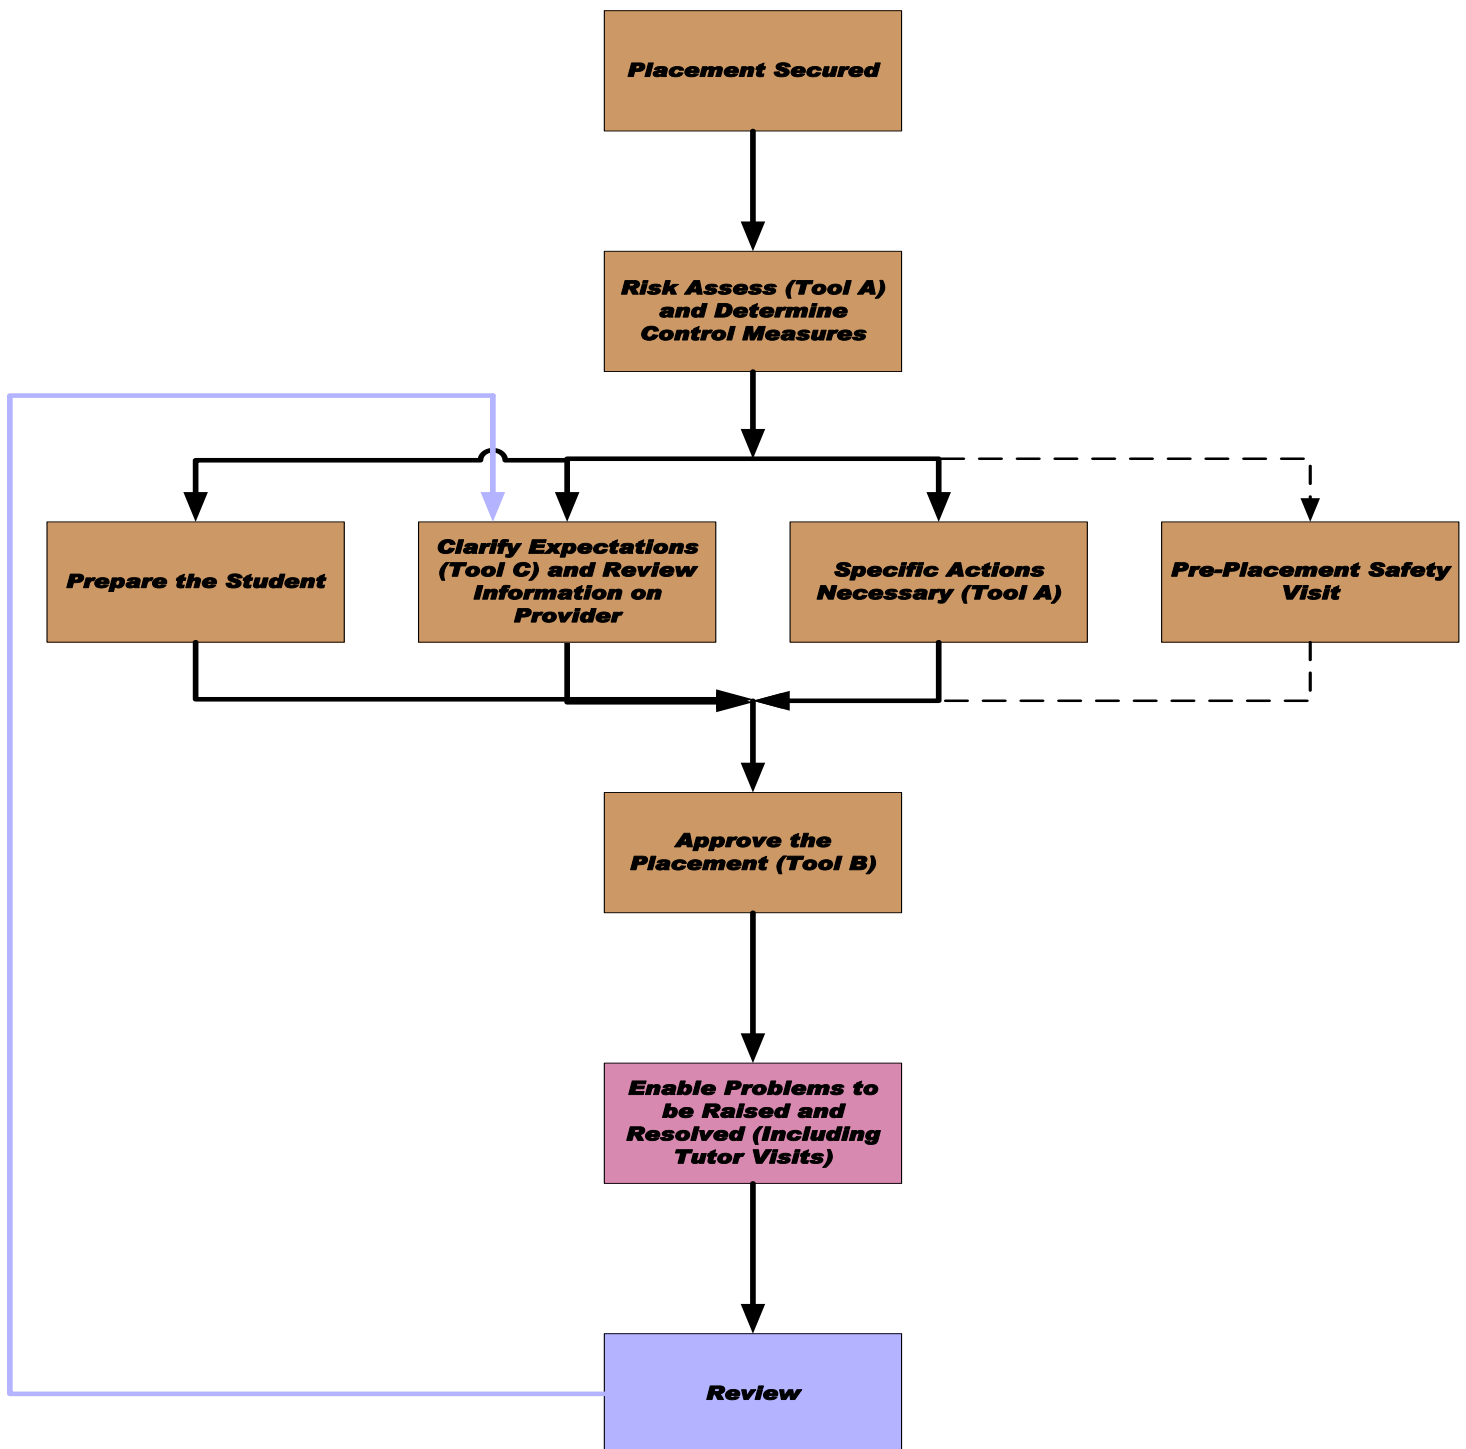 Placement Secured
Risk Assess (Tool A)
and Determine
Control Measures
Prepare the Student
Clarify Expectations
(Tool C) and Review
Information on
Provider
Specific Actions
Necessary (Tool A)
Pre-Placement Safety
Visit
Approve the
Placement (Tool B)
Enable Problems to
be Raised and
Resolved (Including
Tutor Visits)
Review